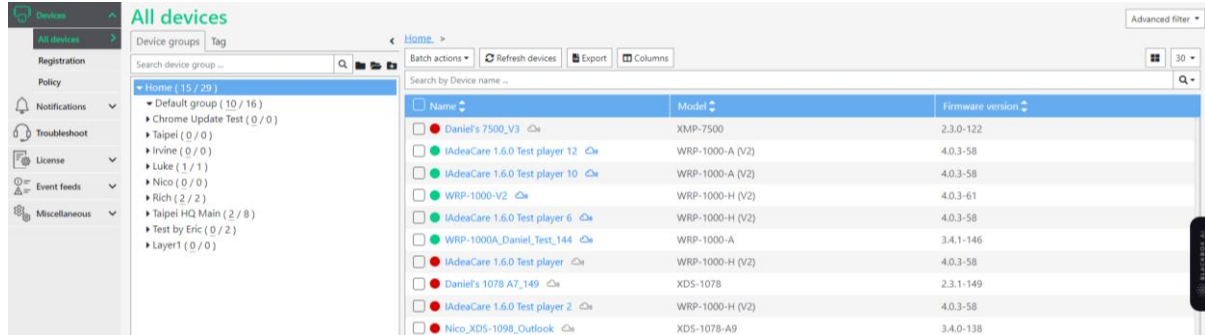 Devices
All devices
Registration
Policy
Notifications
Troubleshoot
License
Event feeds
Miscellaneous
All devices
Advanced filter
Device groups Tag
Search device group ...
Home ( 15 / 29 )
Default group ( 10 / 16 )
Chrome Update Test ( 0 / 0 )
Taipei ( 0 / 0 )
Irvine ( 0 / 0 )
Luke ( 1 / 1 )
Nico ( 0 / 0 )
Rich ( 2 / 2 )
Taipei HQ Main ( 2 / 8 )
Test by Eric ( 0 / 2 )
Layer1 ( 0 / 0 )
Home >
Batch actions Refresh devices Export Columns 30
Search by Device name ...
Name Model Firmware version
Daniel's 7500_V3 XMP-7500 2.3.0-122
IAdeaCare 1.6.0 Test player 12 WRP-1000-A (V2) 4.0.3-58
IAdeaCare 1.6.0 Test player 10 WRP-1000-A (V2) 4.0.3-58
WRP-1000-V2 WRP-1000-H (V2) 4.0.3-61
IAdeaCare 1.6.0 Test player 6 WRP-1000-H (V2) 4.0.3-58
WRP-1000A_Daniel_Test_144 WRP-1000-A 3.4.1-146
IAdeaCare 1.6.0 Test player WRP-1000-H (V2) 4.0.3-58
Daniel's 1078 A7_149 XDS-1078 2.3.1-149
IAdeaCare 1.6.0 Test player 2 WRP-1000-H (V2) 4.0.3-58
Nico_XDS-1098_Outlook XDS-1078-A9 3.4.0-138
BLACKBOX AI